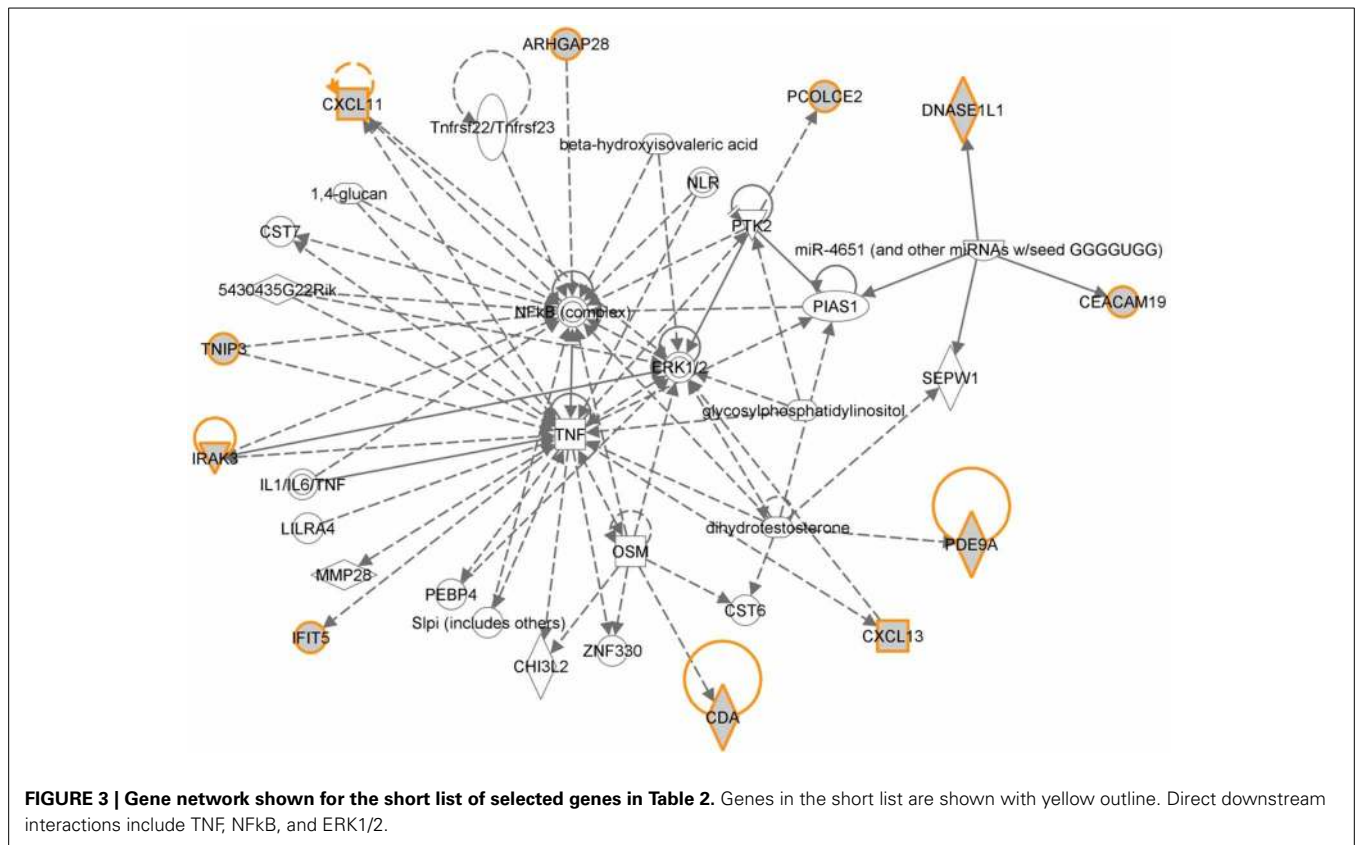 ARHGAP28
CXCL11
PCOLCE2
DNASE1L1
Tnfrsf22/Tnfrsf23
beta-hydroxyisovaleric acid
NLR
1,4-glucan
PTK2
CST7
miR-4651 (and other miRNAs w/seed GGGGUGG)
5430435G22Rik
CEACAM19
NFkB (complex)
PIAS1
TNIP3
ERK1/2
SEPW1
glycosylphosphatidylinositol
TNF
IRAK3
IL1/IL6/TNF
LILRA4
dihydrotestosterone
PDE9A
OSM
MMP28
PEBP4
CST6
Slpi (includes others)
IFIT5
CXCL13
ZNF330
CHI3L2
CDA
FIGURE 3 | Gene network shown for the short list of selected genes in Table 2. Genes in the short list are shown with yellow outline. Direct downstream
interactions include TNF, NFkB, and ERK1/2.